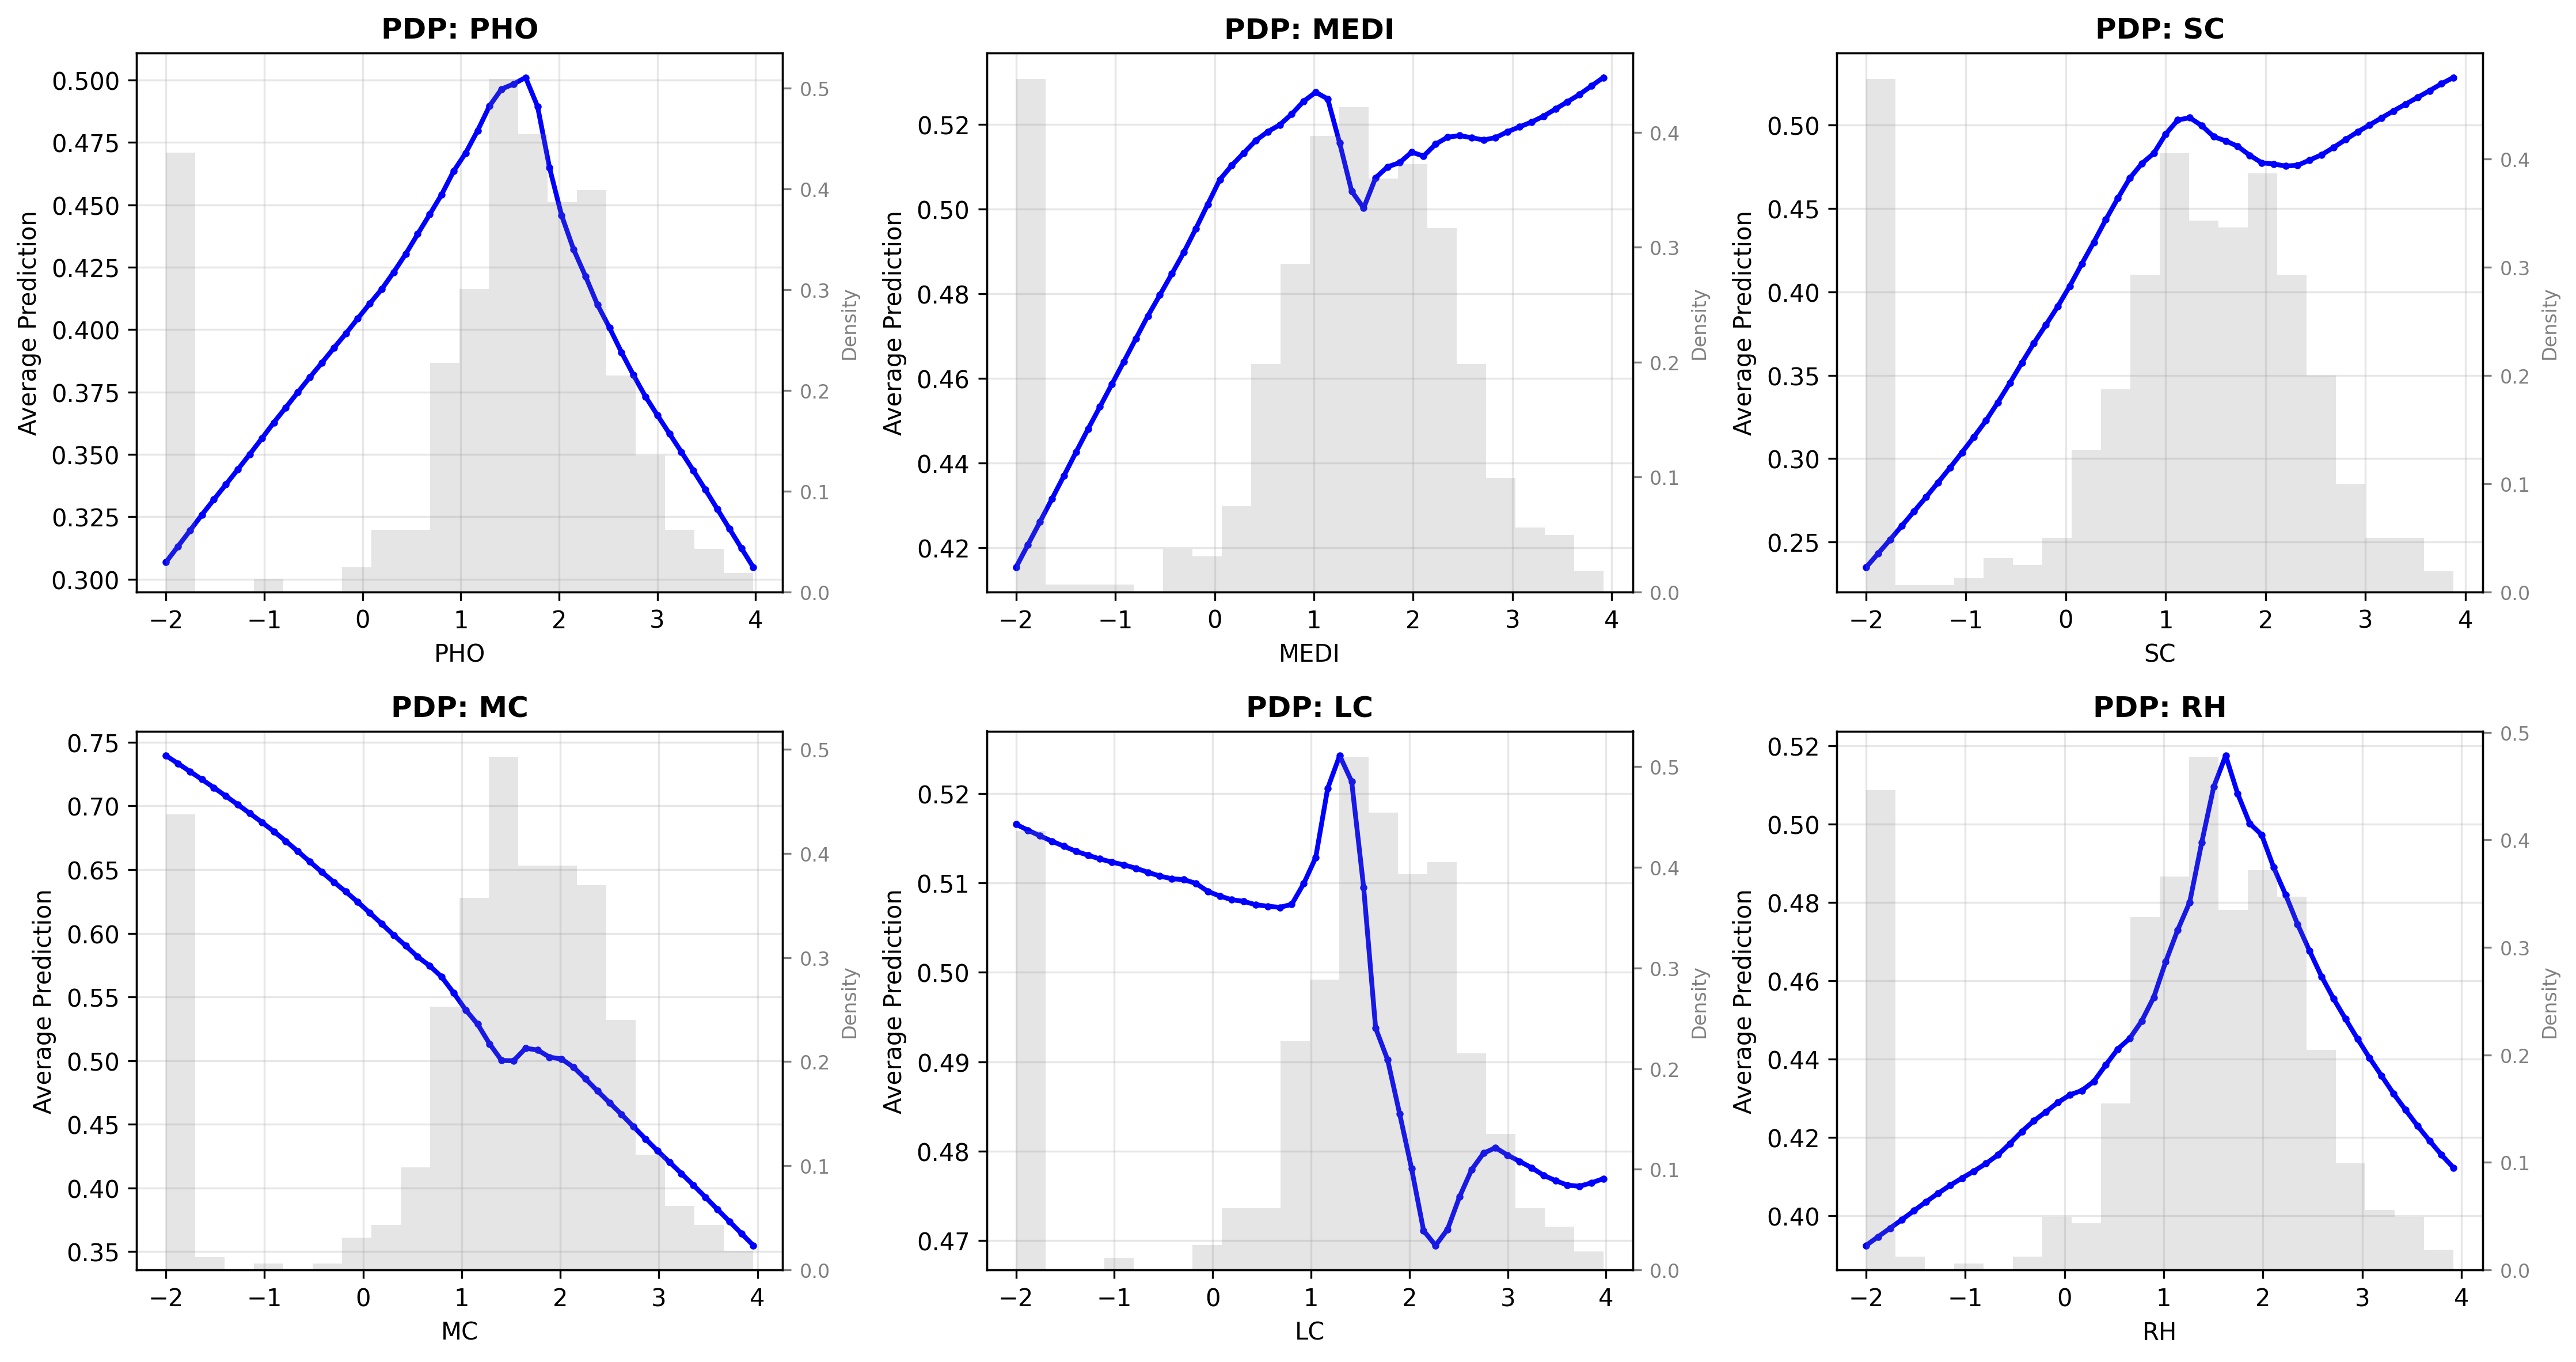 PDP: PHO
0.500
0.475
0.450
0.425
0.400
0.375
0.350
0.325
0.300
Average Prediction
0.5
0.4
0.3
0.2
0.1
0.0
Density
−2 −1 0 1 2 3 4
PHO
PDP: MEDI
0.52
0.50
0.48
0.46
0.44
0.42
Average Prediction
0.4
0.3
0.2
0.1
0.0
Density
−2 −1 0 1 2 3 4
MEDI
PDP: SC
0.50
0.45
0.40
0.35
0.30
0.25
Average Prediction
0.4
0.3
0.2
0.1
0.0
Density
−2 −1 0 1 2 3 4
SC
PDP: MC
0.75
0.70
0.65
0.60
0.55
0.50
0.45
0.40
0.35
Average Prediction
0.5
0.4
0.3
0.2
0.1
0.0
Density
−2 −1 0 1 2 3 4
MC
PDP: LC
0.52
0.51
0.50
0.49
0.48
0.47
Average Prediction
0.5
0.4
0.3
0.2
0.1
0.0
Density
−2 −1 0 1 2 3 4
LC
PDP: RH
0.52
0.50
0.48
0.46
0.44
0.42
0.40
Average Prediction
0.5
0.4
0.3
0.2
0.1
0.0
Density
−2 −1 0 1 2 3 4
RH